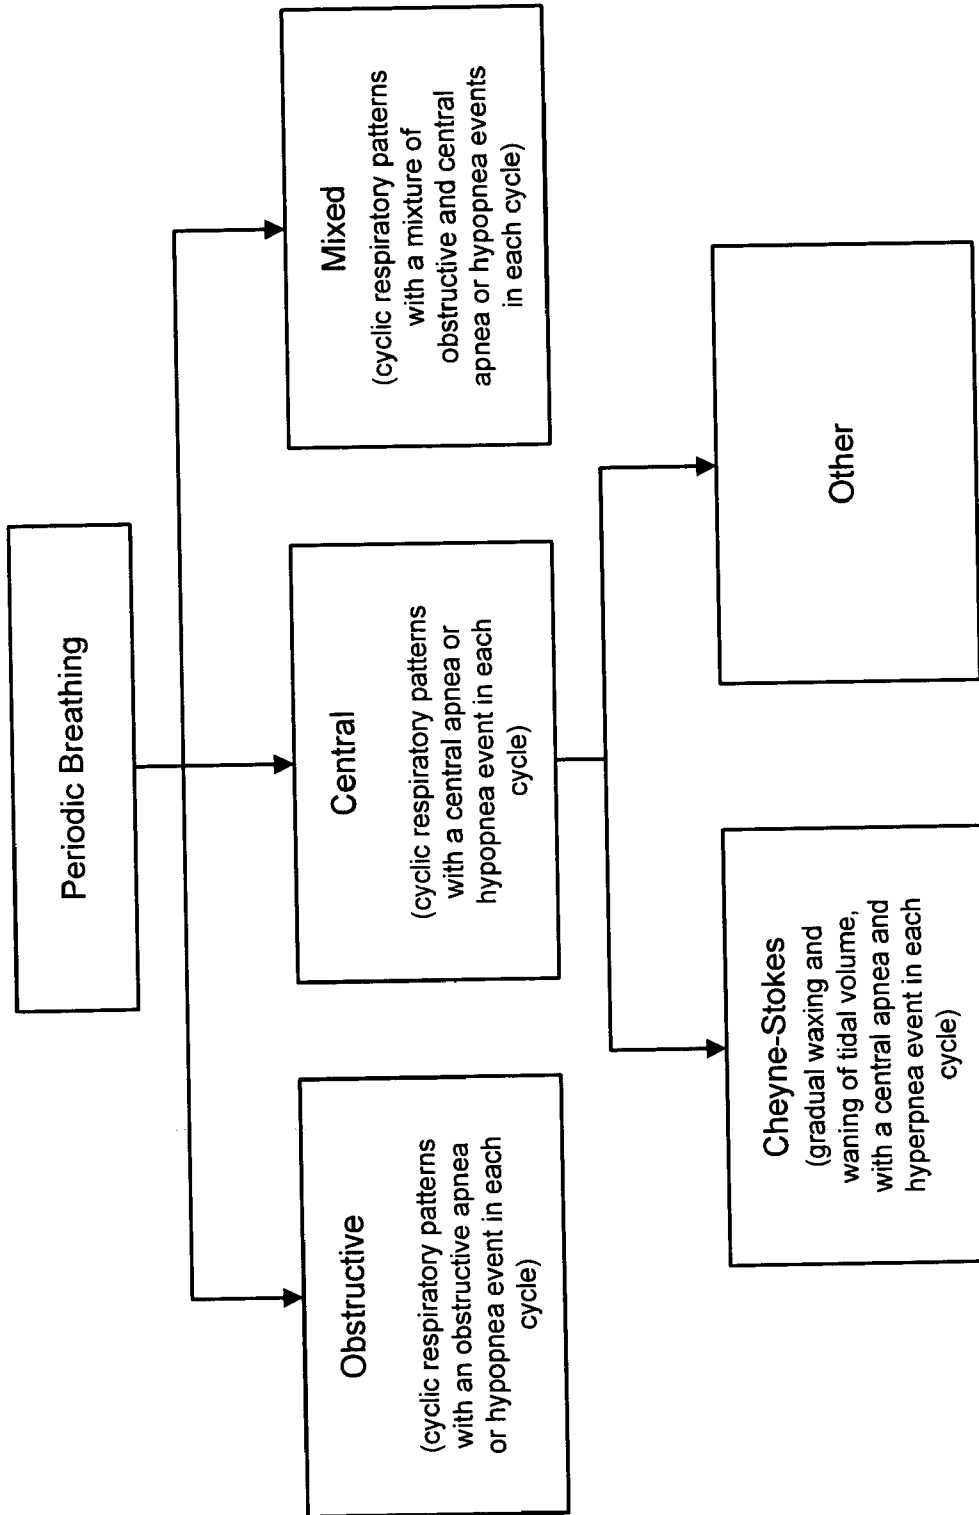 Periodic Breathing
Obstructive
(cyclic respiratory patterns
with an obstructive apnea
or hypopnea event in each
cycle)
Central
(cyclic respiratory patterns
with a central apnea or
hypopnea event in each
cycle)
Mixed
(cyclic respiratory patterns
with a mixture of
obstructive and central
apnea or hypopnea events
in each cycle)
Cheyne-Stokes
(gradual waxing and
waning of tidal volume,
with a central apnea and
hyperpnea event in each
cycle)
Other